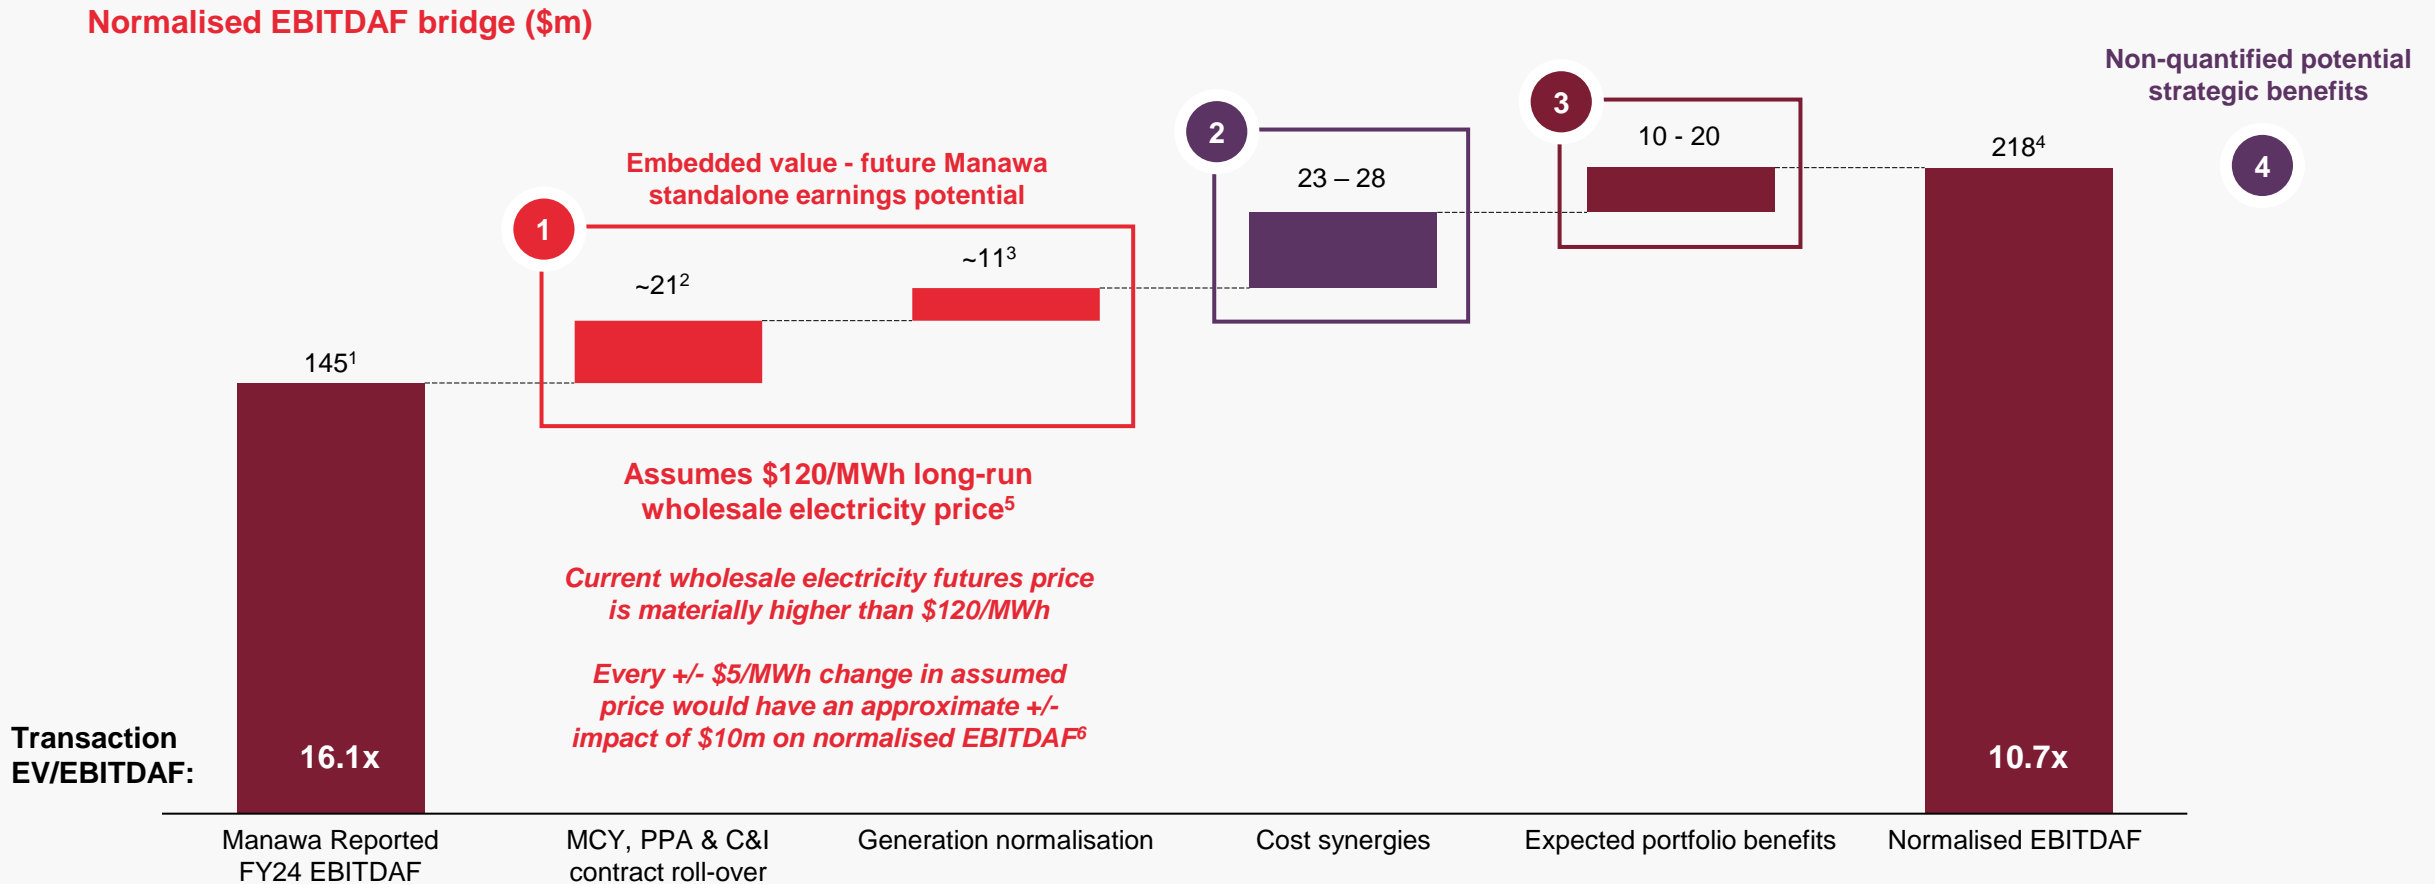 Normalised EBITDAF bridge ($m)
Non-quantified potential
strategic benefits
4
3
10 - 20
218⁴
2
23 – 28
Embedded value - future Manawa
standalone earnings potential
1
~21²
~11³
145¹
Assumes $120/MWh long-run
wholesale electricity price⁵
Current wholesale electricity futures price
is materially higher than $120/MWh
Every +/- $5/MWh change in assumed
price would have an approximate +/-
impact of $10m on normalised EBITDAF⁶
Transaction
EV/EBITDAF:
16.1x
10.7x
Manawa Reported
FY24 EBITDAF
MCY, PPA & C&I
contract roll-over
Generation normalisation
Cost synergies
Expected portfolio benefits
Normalised EBITDAF